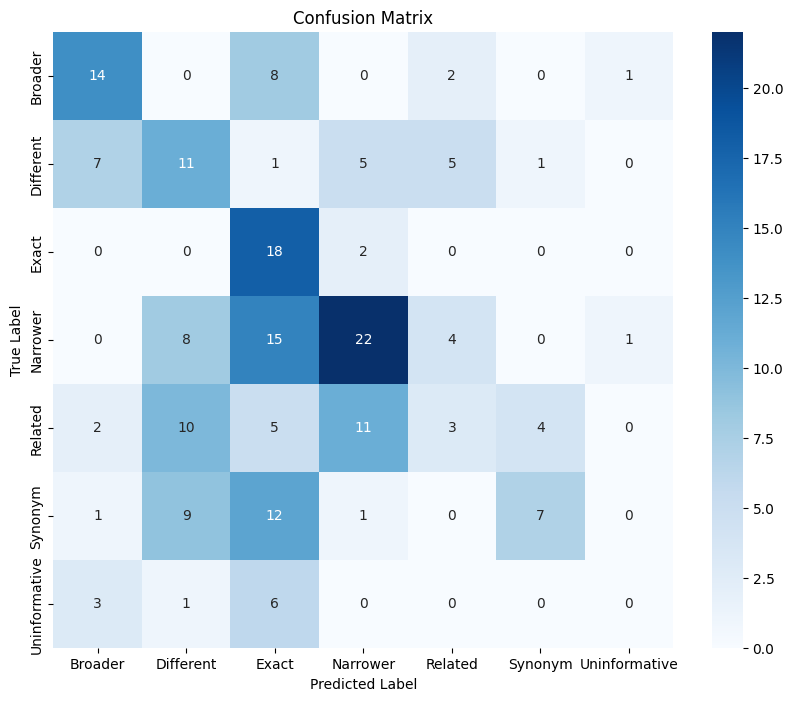 Confusion Matrix
True Label
Broader 14 0 8 0 2 0 1
Different 7 11 1 5 5 1 0
Exact 0 0 18 2 0 0 0
Narrower 0 8 15 22 4 0 1
Related 2 10 5 11 3 4 0
Synonym 1 9 12 1 0 7 0
Uninformative 3 1 6 0 0 0 0
Broader Different Exact Narrower Related Synonym Uninformative
Predicted Label
20.0
17.5
15.0
12.5
10.0
7.5
5.0
2.5
0.0